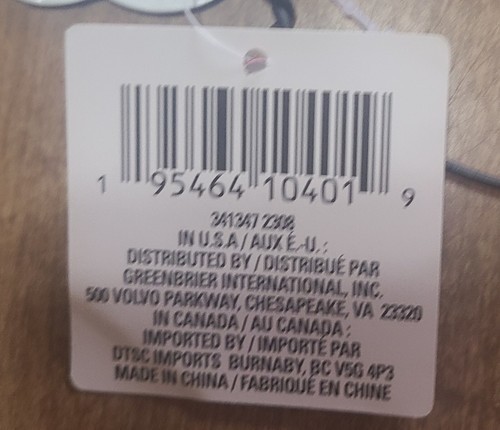 1 95464 10401 9
341347 2308
IN U.S.A / AUX É.-U. :
DISTRIBUTED BY / DISTRIBUÉ PAR
GREENBRIER INTERNATIONAL, INC.
500 VOLVO PARKWAY, CHESAPEAKE, VA 23320
IN CANADA / AU CANADA :
IMPORTED BY / IMPORTÉ PAR
DTSC IMPORTS BURNABY, BC V5G 4P3
MADE IN CHINA / FABRIQUÉ EN CHINE